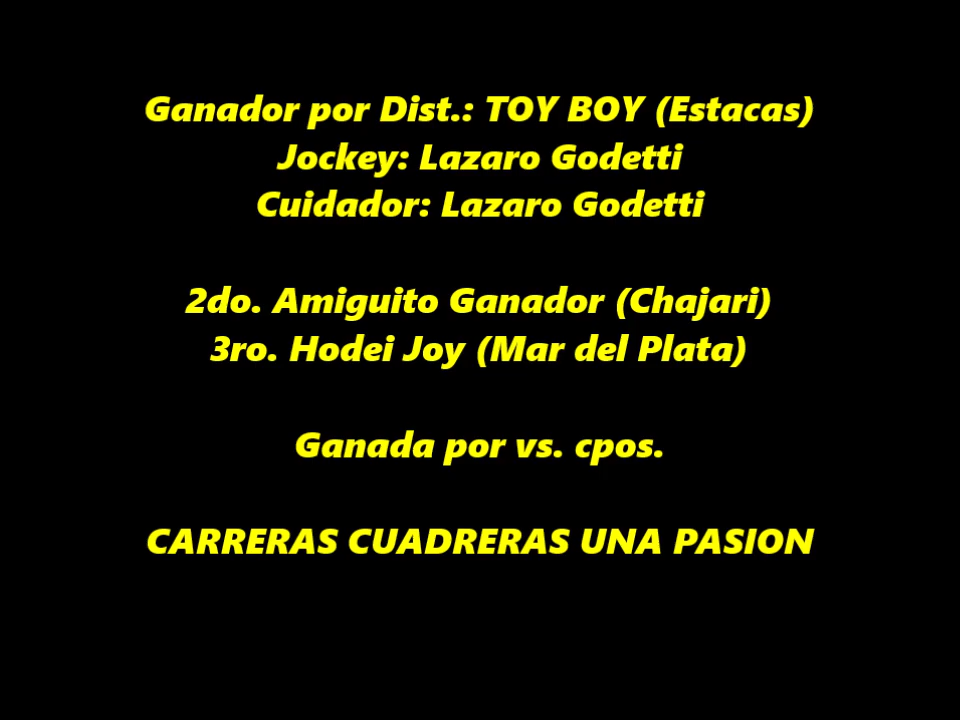 Ganador por Dist.: TOY BOY (Estacas)
Jockey: Lazaro Godetti
Cuidador: Lazaro Godetti
2do. Amiguito Ganador (Chajari)
3ro. Hodei Joy (Mar del Plata)
Ganada por vs. cpos.
CARRERAS CUADRERAS UNA PASION